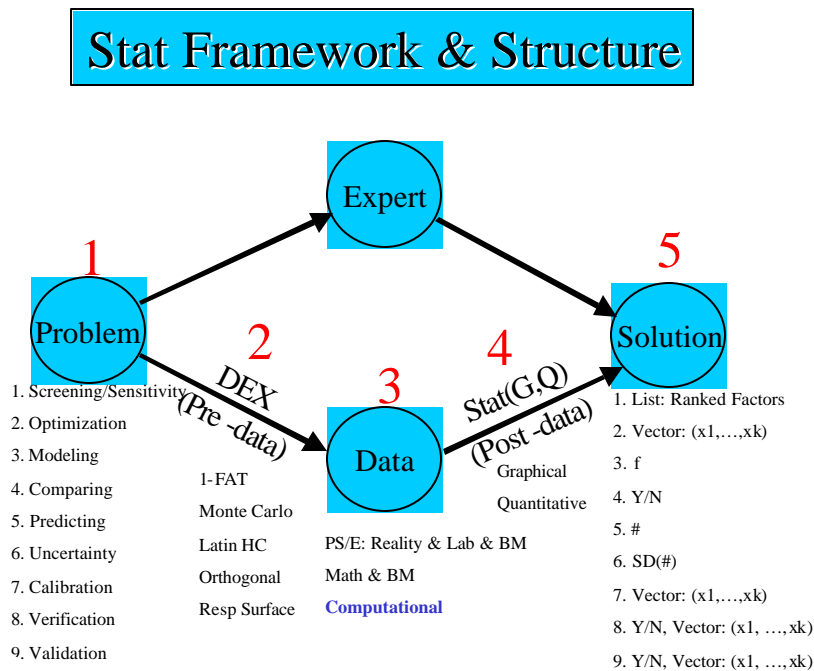 Stat Framework & Structure
Expert
1
5
Problem
Solution
2
DEX
(Pre -data)
3
4
Stat(G,Q)
(Post -data)
Data
1. Screening/Sensitivity
2. Optimization
3. Modeling
4. Comparing
5. Predicting
6. Uncertainty
7. Calibration
8. Verification
9. Validation
1-FAT
Monte Carlo
Latin HC
Orthogonal
Resp Surface
PS/E: Reality & Lab & BM
Math & BM
Computational
Graphical
Quantitative
1. List: Ranked Factors
2. Vector: (x1,…,xk)
3. f
4. Y/N
5. #
6. SD(#)
7. Vector: (x1,…,xk)
8. Y/N, Vector: (x1, …,xk)
9. Y/N, Vector: (x1, …,xk)